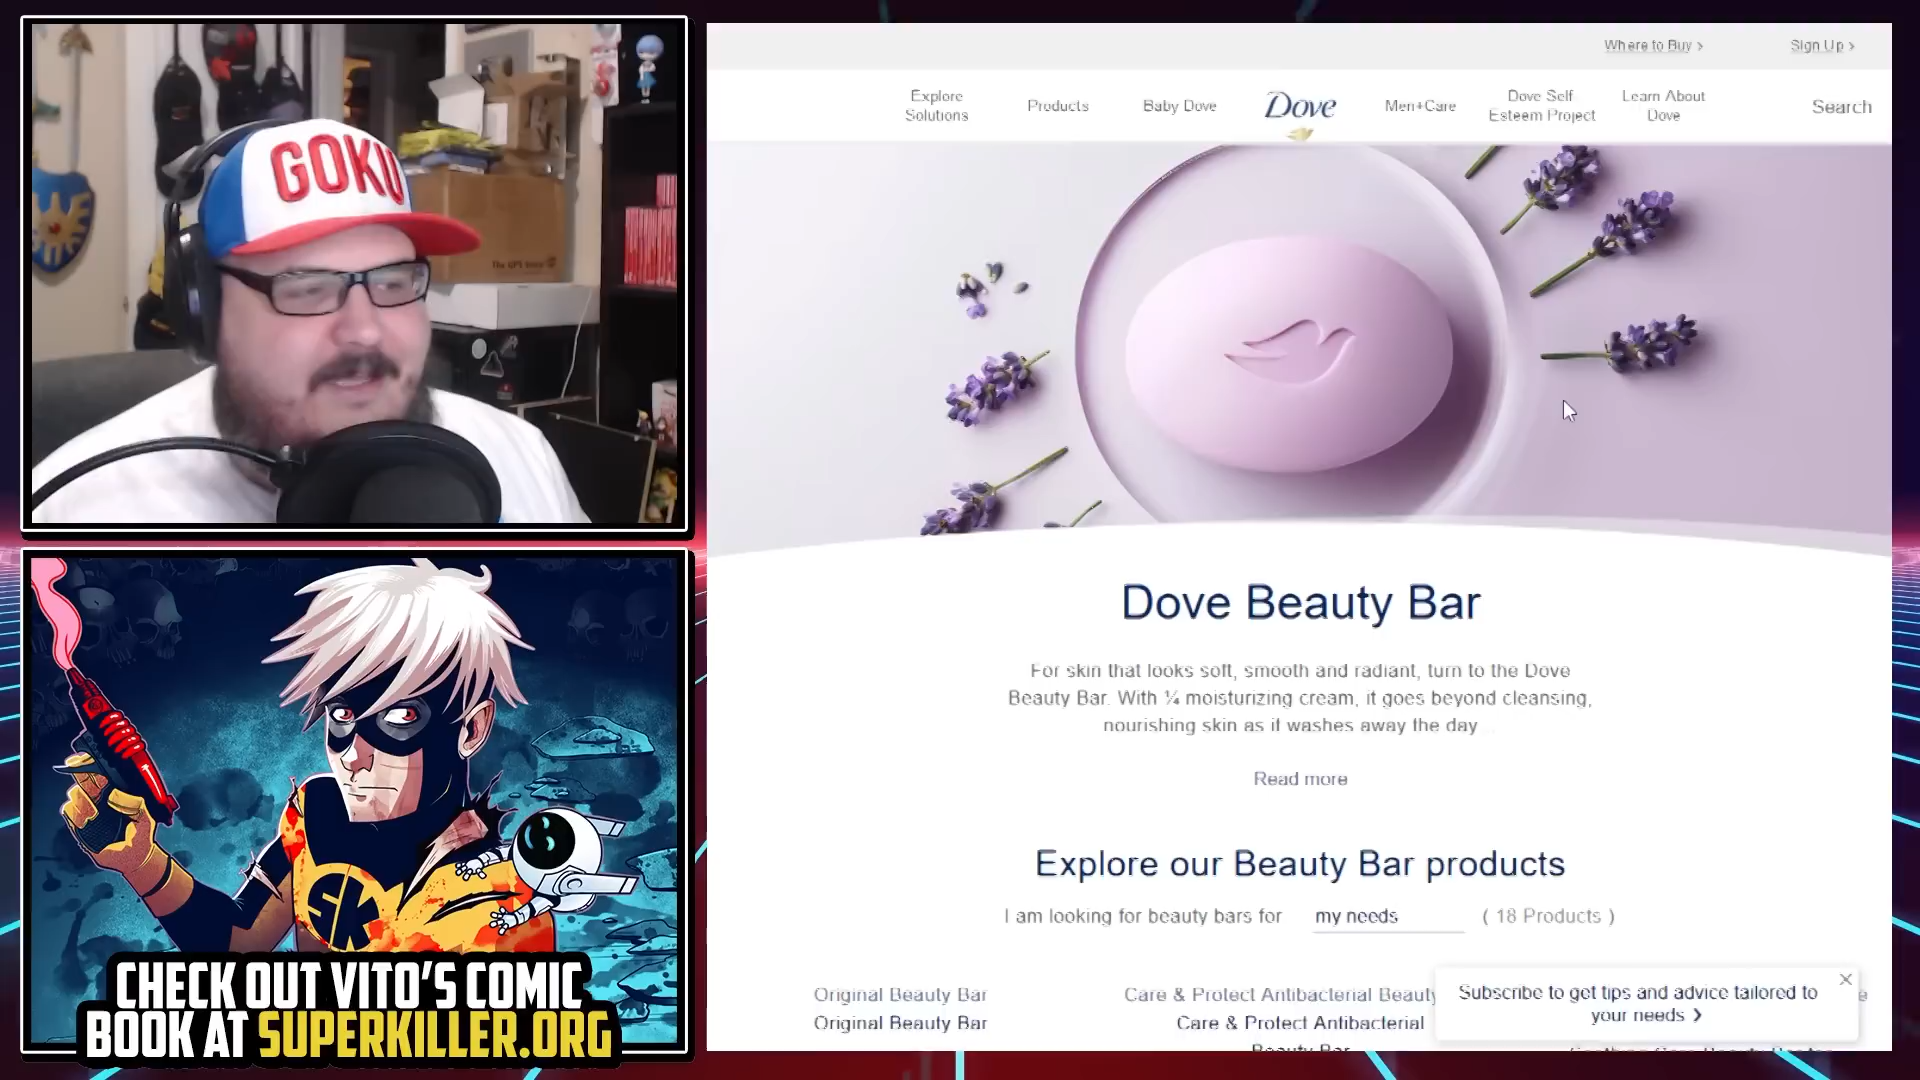 GOKU
SK
CHECK OUT VITO'S COMIC
BOOK AT SUPERKILLER.ORG
Where to Buy >
Sign Up >
Explore
Solutions
Products
Baby Dove
Dove
Men+Care
Dove Self
Esteem Project
Learn About
Dove
Search
Dove Beauty Bar
For skin that looks soft, smooth and radiant, turn to the Dove
Beauty Bar. With ¼ moisturizing cream, it goes beyond cleansing,
nourishing skin as it washes away the day
Read more
Explore our Beauty Bar products
I am looking for beauty bars for my needs ( 18 Products )
Original Beauty Bar
Original Beauty Bar
Care & Protect Antibacterial Beauty
Care & Protect Antibacterial
Beauty Bar
Subscribe to get tips and advice tailored to
your needs >